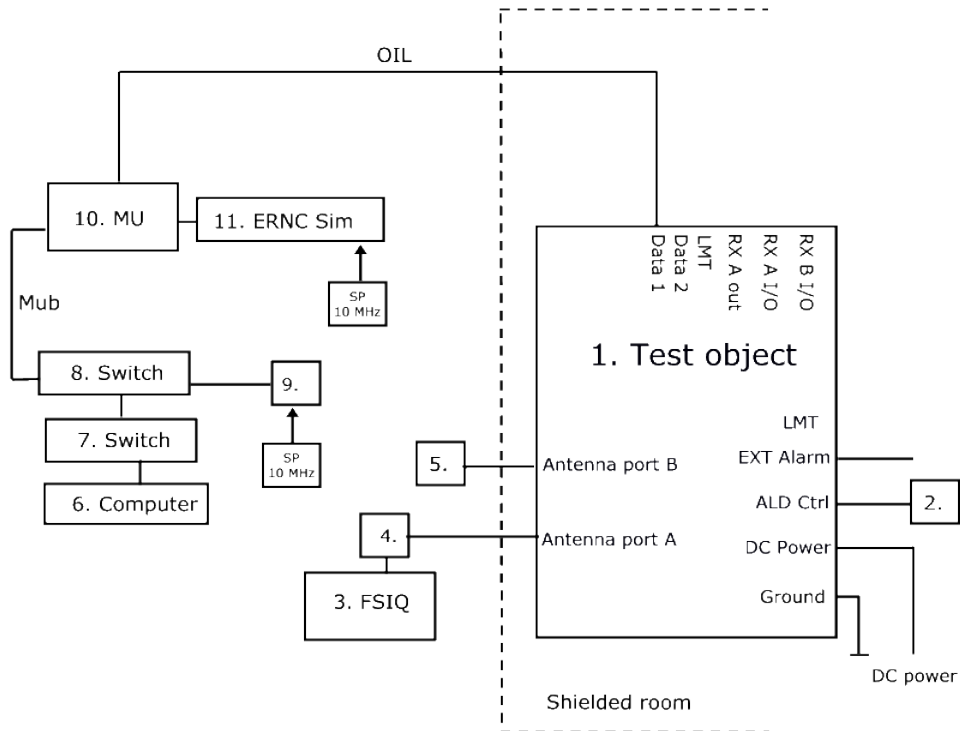 OIL
10. MU
11. ERNC Sim
SP
10 MHz
Mub
8. Switch
9.
7. Switch
SP
10 MHz
6. Computer
5.
4.
3. FSIQ
Data 1
Data 2
LMT
RX A out
RX A I/O
RX B I/O
1. Test object
LMT
Antenna port B
EXT Alarm
ALD Ctrl
2.
Antenna port A
DC Power
Ground
DC power
Shielded room